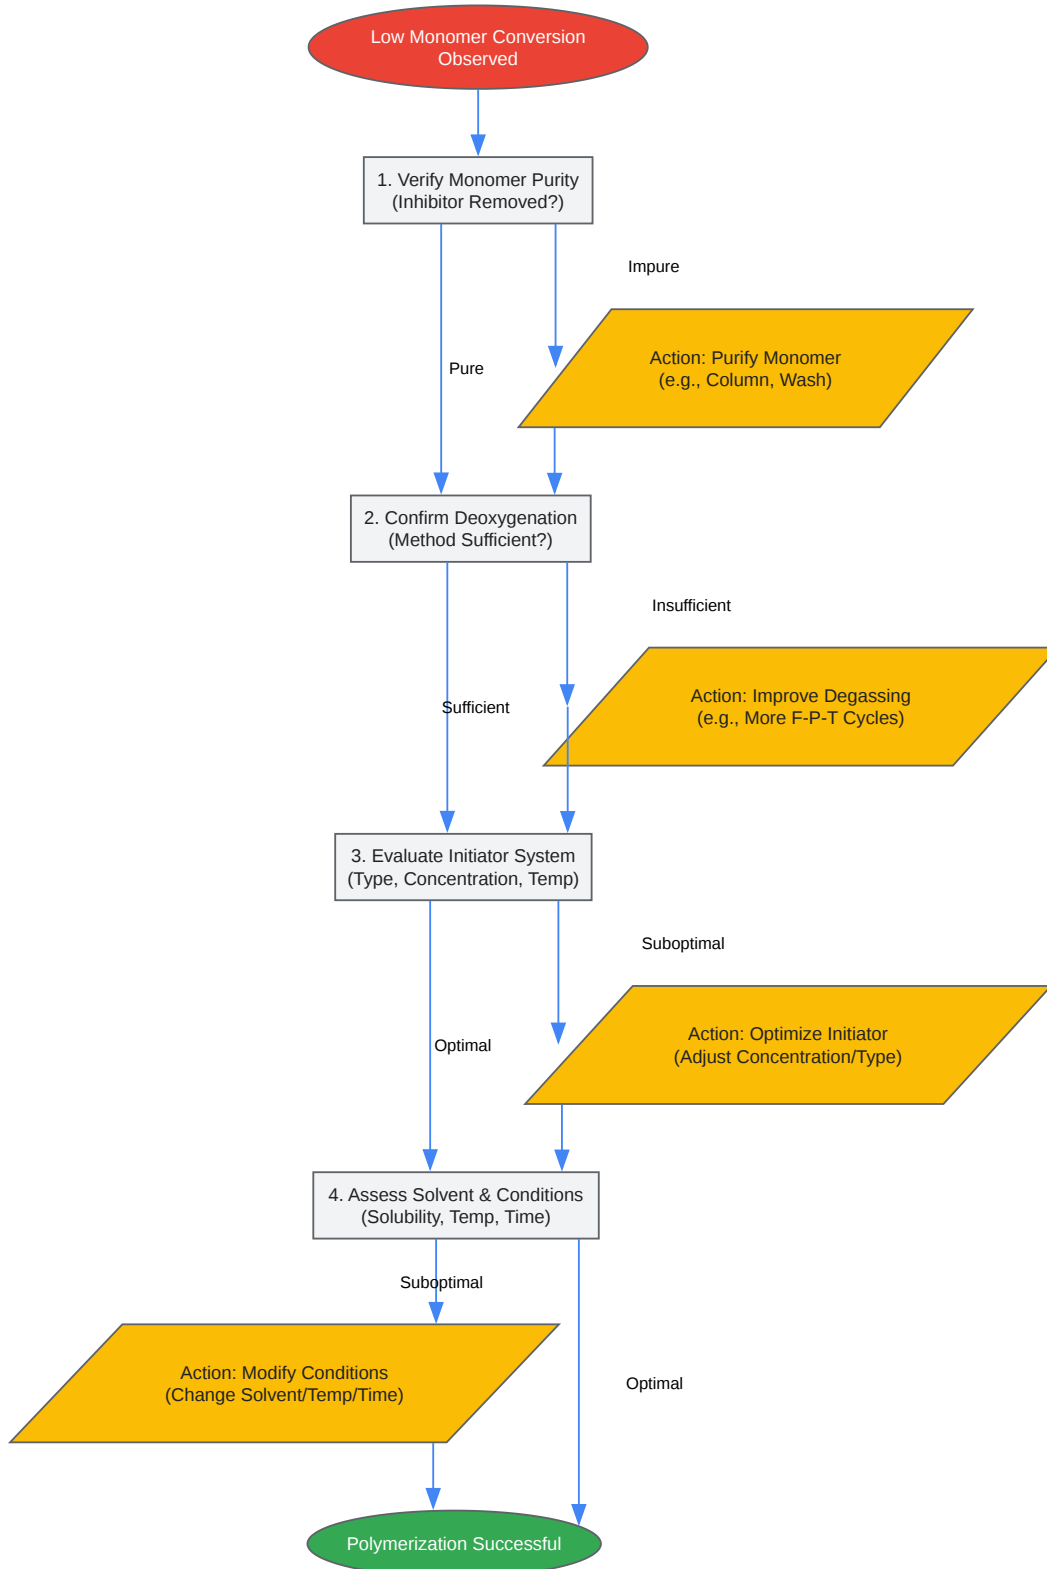 Low Monomer Conversion
Observed
1. Verify Monomer Purity
(Inhibitor Removed?)
Impure
Action: Purify Monomer
(e.g., Column, Wash)
Pure
2. Confirm Deoxygenation
(Method Sufficient?)
Insufficient
Action: Improve Degassing
(e.g., More F-P-T Cycles)
Sufficient
3. Evaluate Initiator System
(Type, Concentration, Temp)
Suboptimal
Action: Optimize Initiator
(Adjust Concentration/Type)
Optimal
4. Assess Solvent & Conditions
(Solubility, Temp, Time)
Suboptimal
Action: Modify Conditions
(Change Solvent/Temp/Time)
Optimal
Polymerization Successful